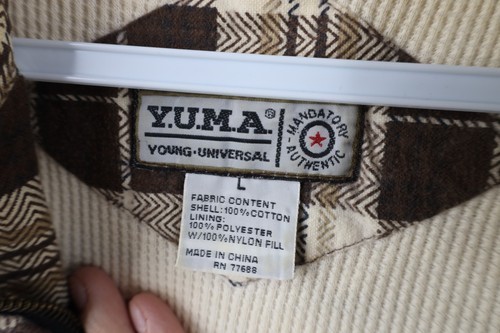 Y.U.M.A.®
YOUNG·UNIVERSAL
MANDATORY
AUTHENTIC
L
FABRIC CONTENT
SHELL:100%COTTON
LINING:
100%POLYESTER
W/100%NYLON FILL
MADE IN CHINA
RN 77688